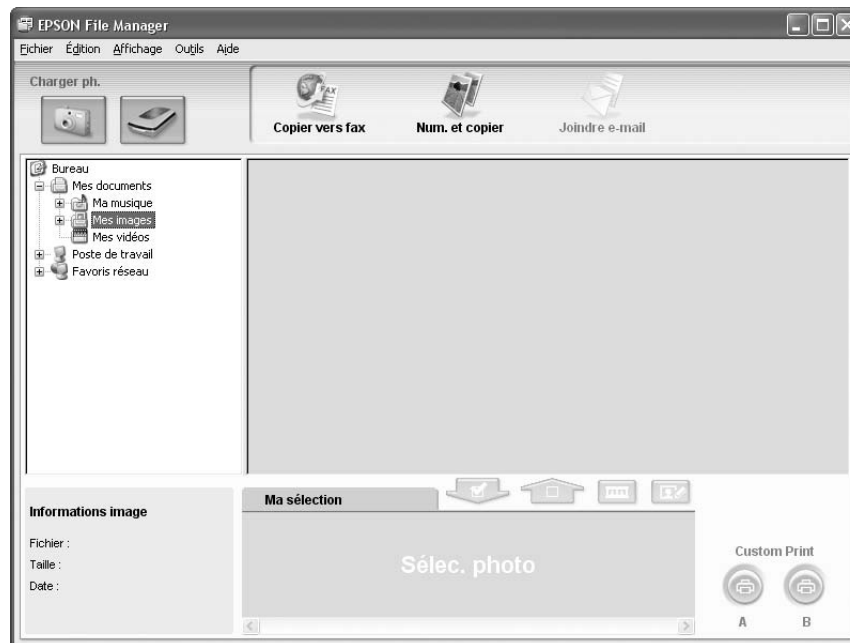 EPSON File Manager
Fichier Édition Affichage Outils Aide
Charger ph.
Copier vers fax
Num. et copier
Joindre e-mail
Bureau
Mes documents
Ma musique
Mes images
Mes vidéos
Poste de travail
Favoris réseau
Informations image
Fichier :
Taille :
Date :
Ma sélection
Sélec. photo
Custom Print
A B